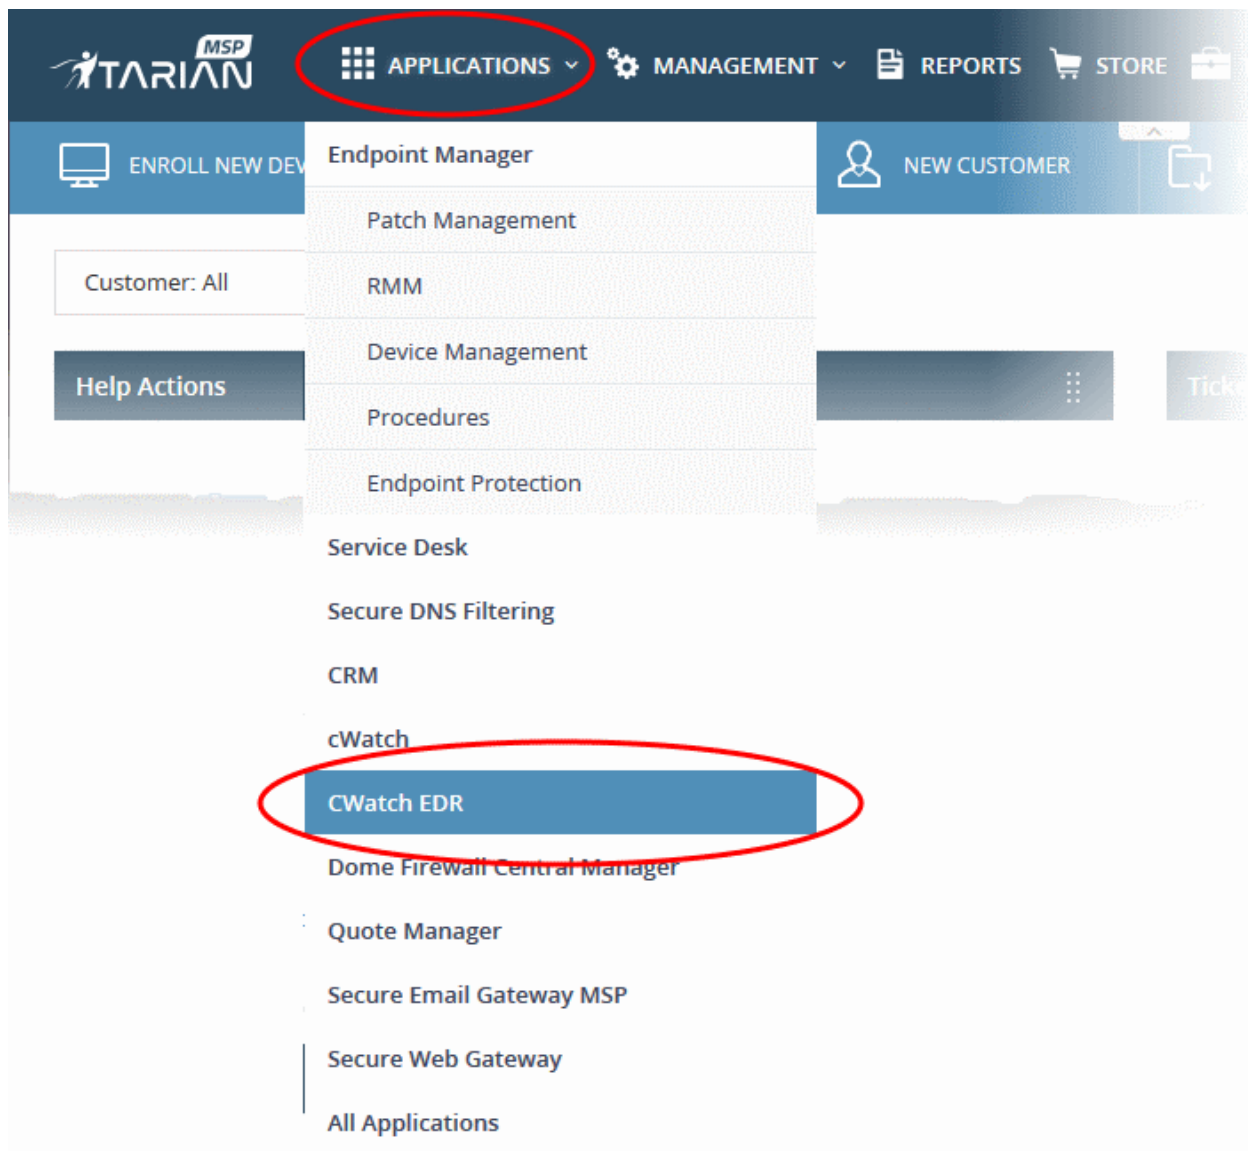 MSP
ITARIAN
APPLICATIONS
MANAGEMENT
REPORTS
STORE
ENROLL NEW DEV
NEW CUSTOMER
Customer: All
Help Actions
Endpoint Manager
Patch Management
RMM
Device Management
Procedures
Endpoint Protection
Service Desk
Secure DNS Filtering
CRM
cWatch
CWatch EDR
Dome Firewall Central Manager
Quote Manager
Secure Email Gateway MSP
Secure Web Gateway
All Applications